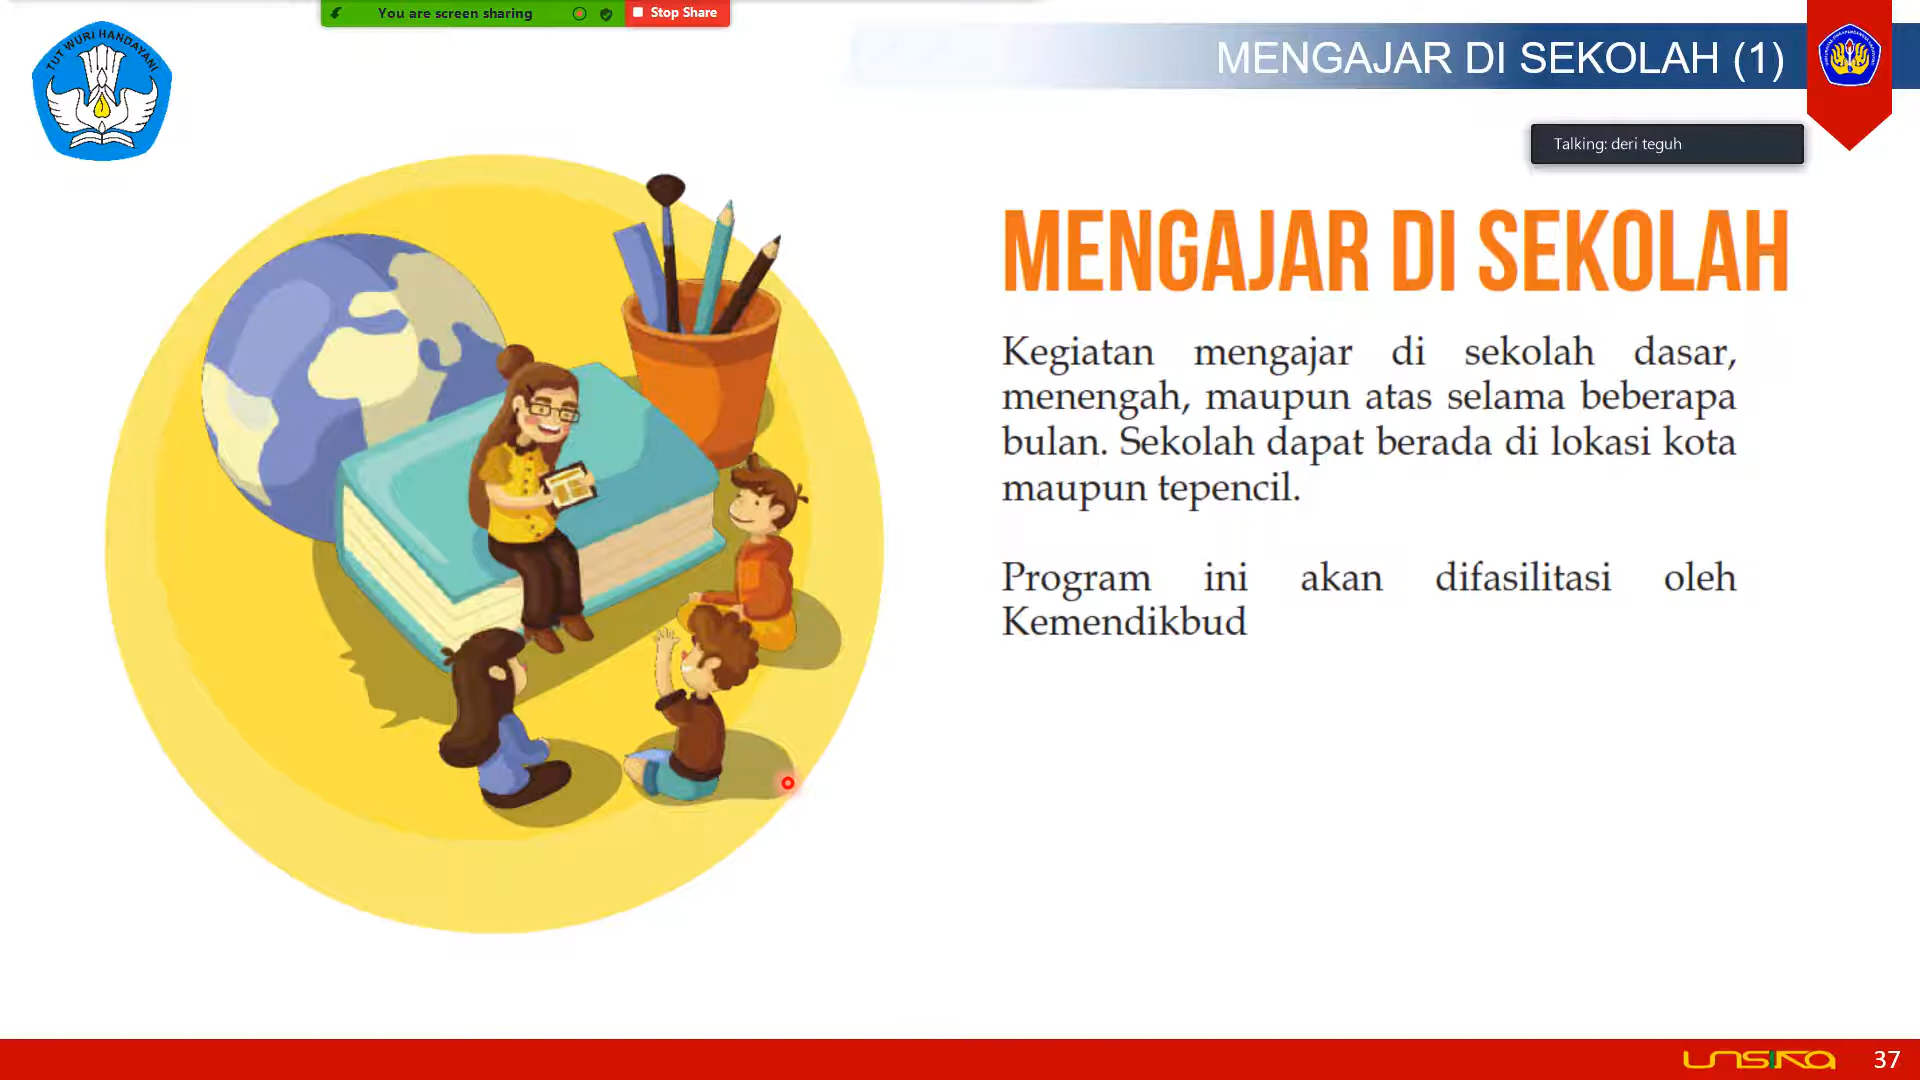 You are screen sharing
Stop Share
TUT WURI HANDAYANI
MENGAJAR DI SEKOLAH (1)
Talking: deri teguh
MENGAJAR DI SEKOLAH
Kegiatan mengajar di sekolah dasar,
menengah, maupun atas selama beberapa
bulan. Sekolah dapat berada di lokasi kota
maupun tepencil.
Program ini akan difasilitasi oleh
Kemendikbud
UNSIKA
37